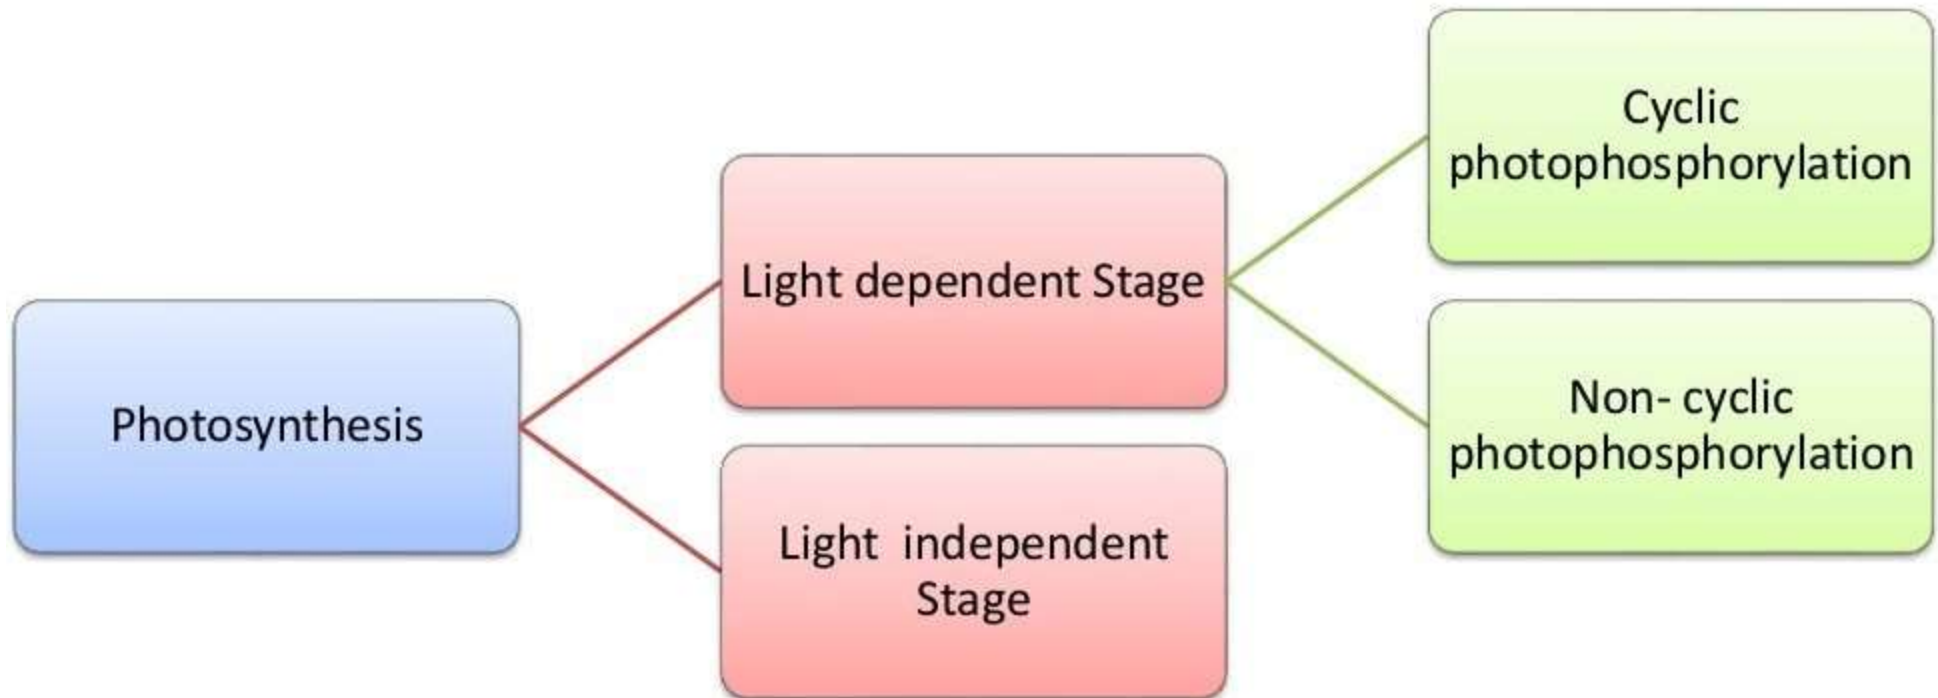 Photosynthesis
Light dependent Stage
Light  independent
Stage
Cyclic
photophosphorylation
Non- cyclic
photophosphorylation